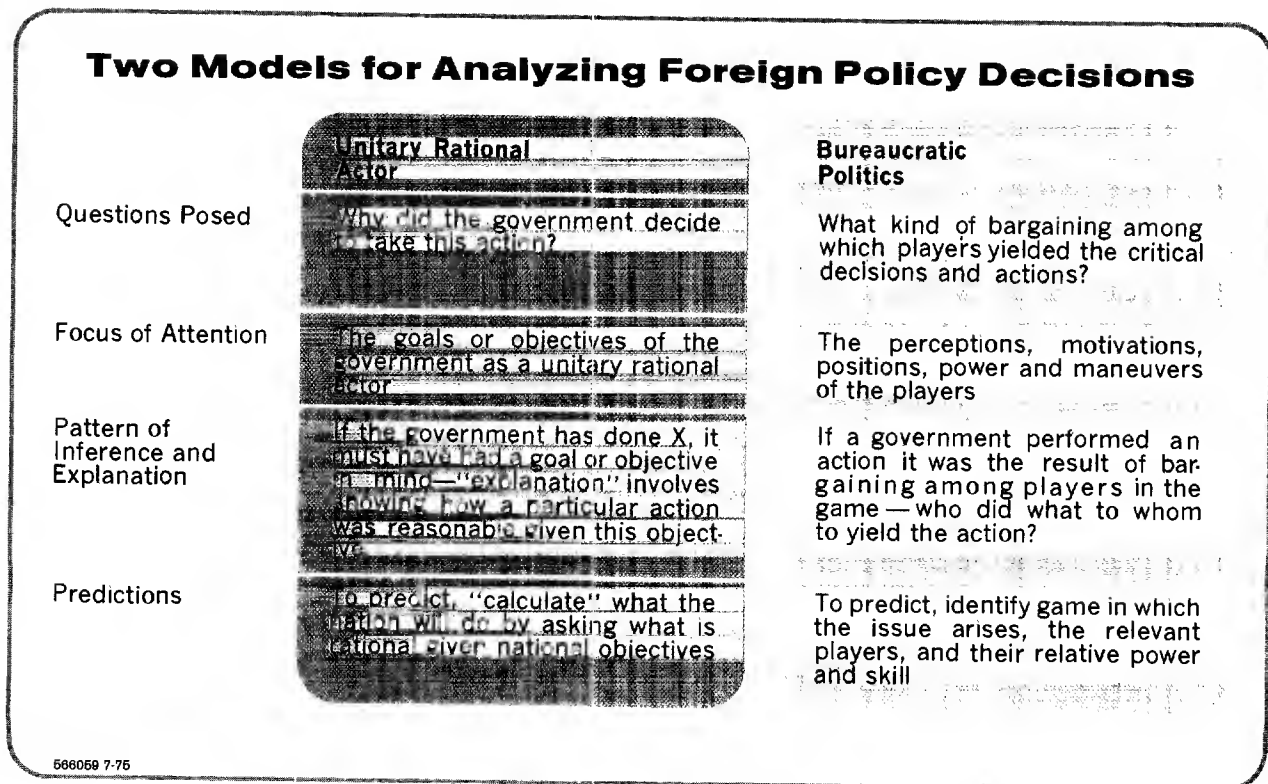 Two Models for Analyzing Foreign Policy Decisions
Unitary Rational
Actor
Bureaucratic
Politics
Questions Posed
Why did the government decide
to take this action?
What kind of bargaining among
which players yielded the critical
decisions and actions?
Focus of Attention
The goals or objectives of the
government as a unitary rational
actor
The perceptions, motivations,
positions, power and maneuvers
of the players
Pattern of
Inference and
Explanation
If the government has done X, it
must have had a goal or objective
in mind—"explanation" involves
showing how a particular action
was reasonable given this object-
ive
If a government performed an
action it was the result of bar-
gaining among players in the
game — who did what to whom
to yield the action?
Predictions
To predict, "calculate" what the
nation will do by asking what is
rational given national objectives
To predict, identify game in which
the issue arises, the relevant
players, and their relative power
and skill
566059 7-75